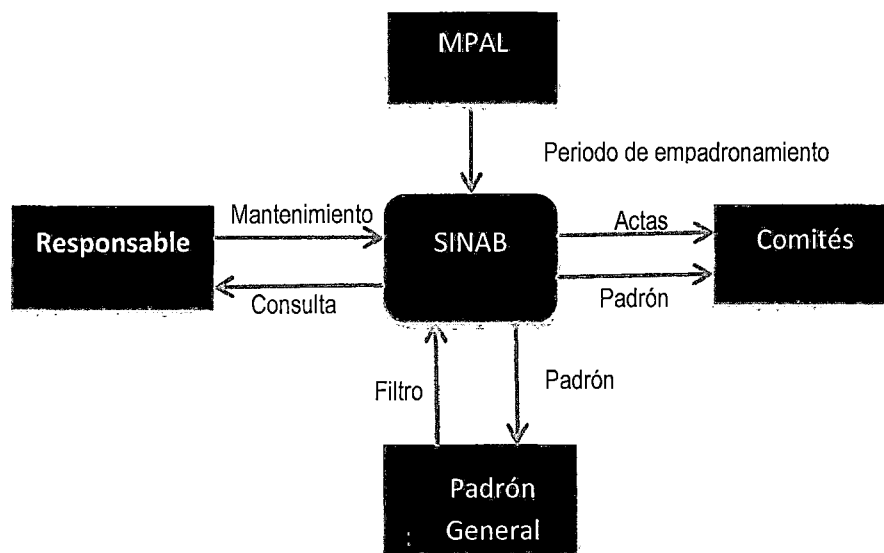 MPAL
Periodo de empadronamiento
Responsable
Mantenimiento
Consulta
SINAB
Actas
Padrón
Comités
Filtro
Padrón
Padrón
General